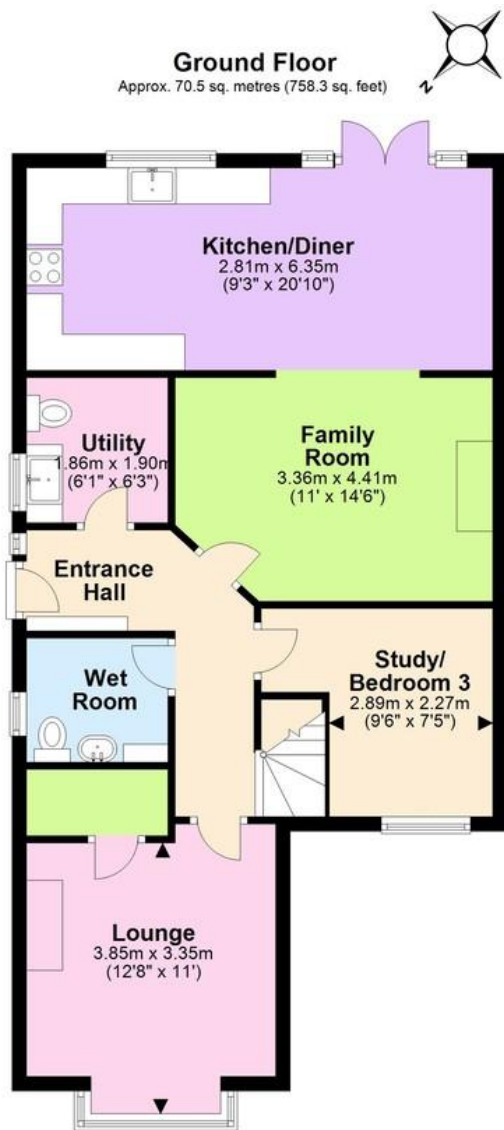 Ground Floor
Approx. 70.5 sq. metres (758.3 sq. feet)
N
Kitchen/Diner
2.81m x 6.35m
(9'3" x 20'10")
Utility
1.86m x 1.90m
(6'1" x 6'3")
Family
Room
3.36m x 4.41m
(11' x 14'6")
Entrance
Hall
Wet
Room
Study/
Bedroom 3
2.89m x 2.27m
(9'6" x 7'5")
Lounge
3.85m x 3.35m
(12'8" x 11')